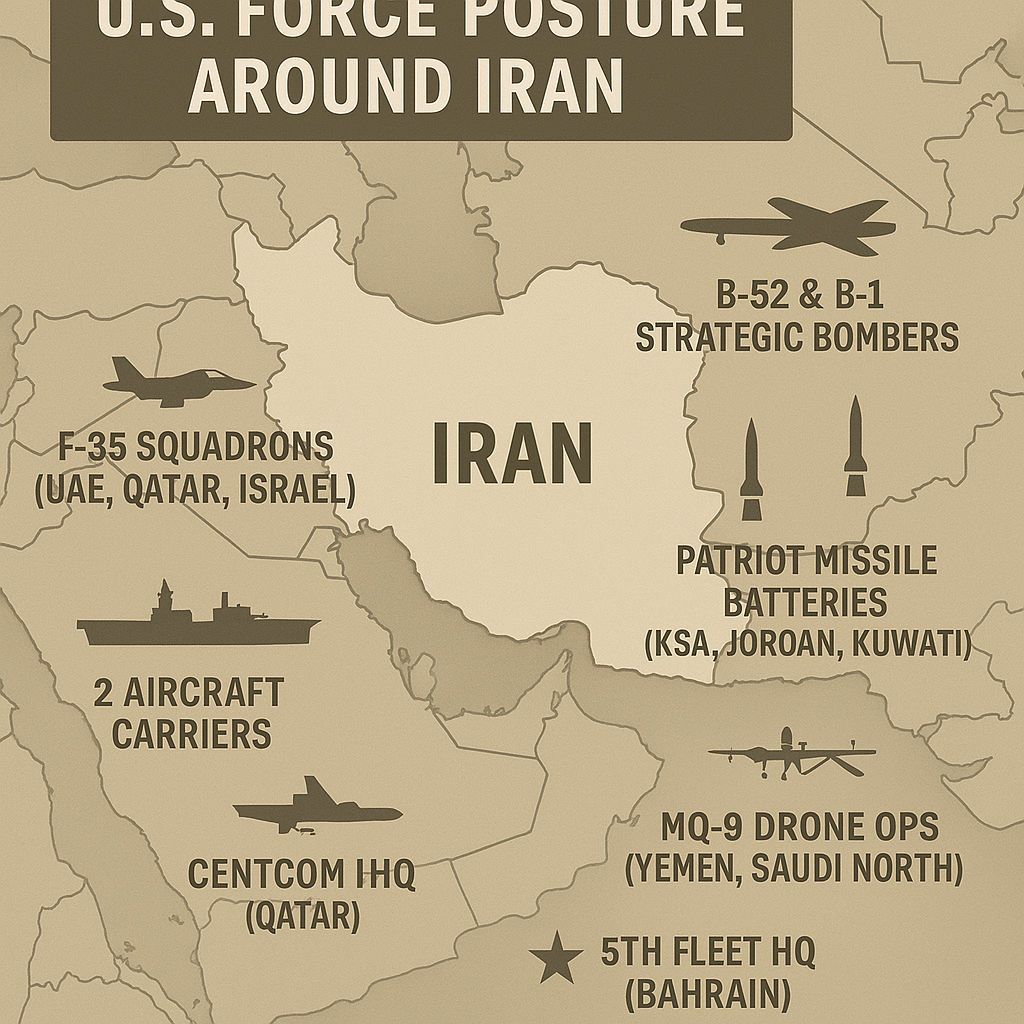 U.S. FORCE POSTURE
AROUND IRAN
B-52 & B-1
STRATEGIC BOMBERS
F-35 SQUADRONS
(UAE, QATAR, ISRAEL)
IRAN
PATRIOT MISSILE
BATTERIES
(KSA, JOROAN, KUWATI)
2 AIRCRAFT
CARRIERS
MQ-9 DRONE OPS
(YEMEN, SAUDI NORTH)
CENTCOM IHQ
(QATAR)
5TH FLEET HQ
(BAHRAIN)